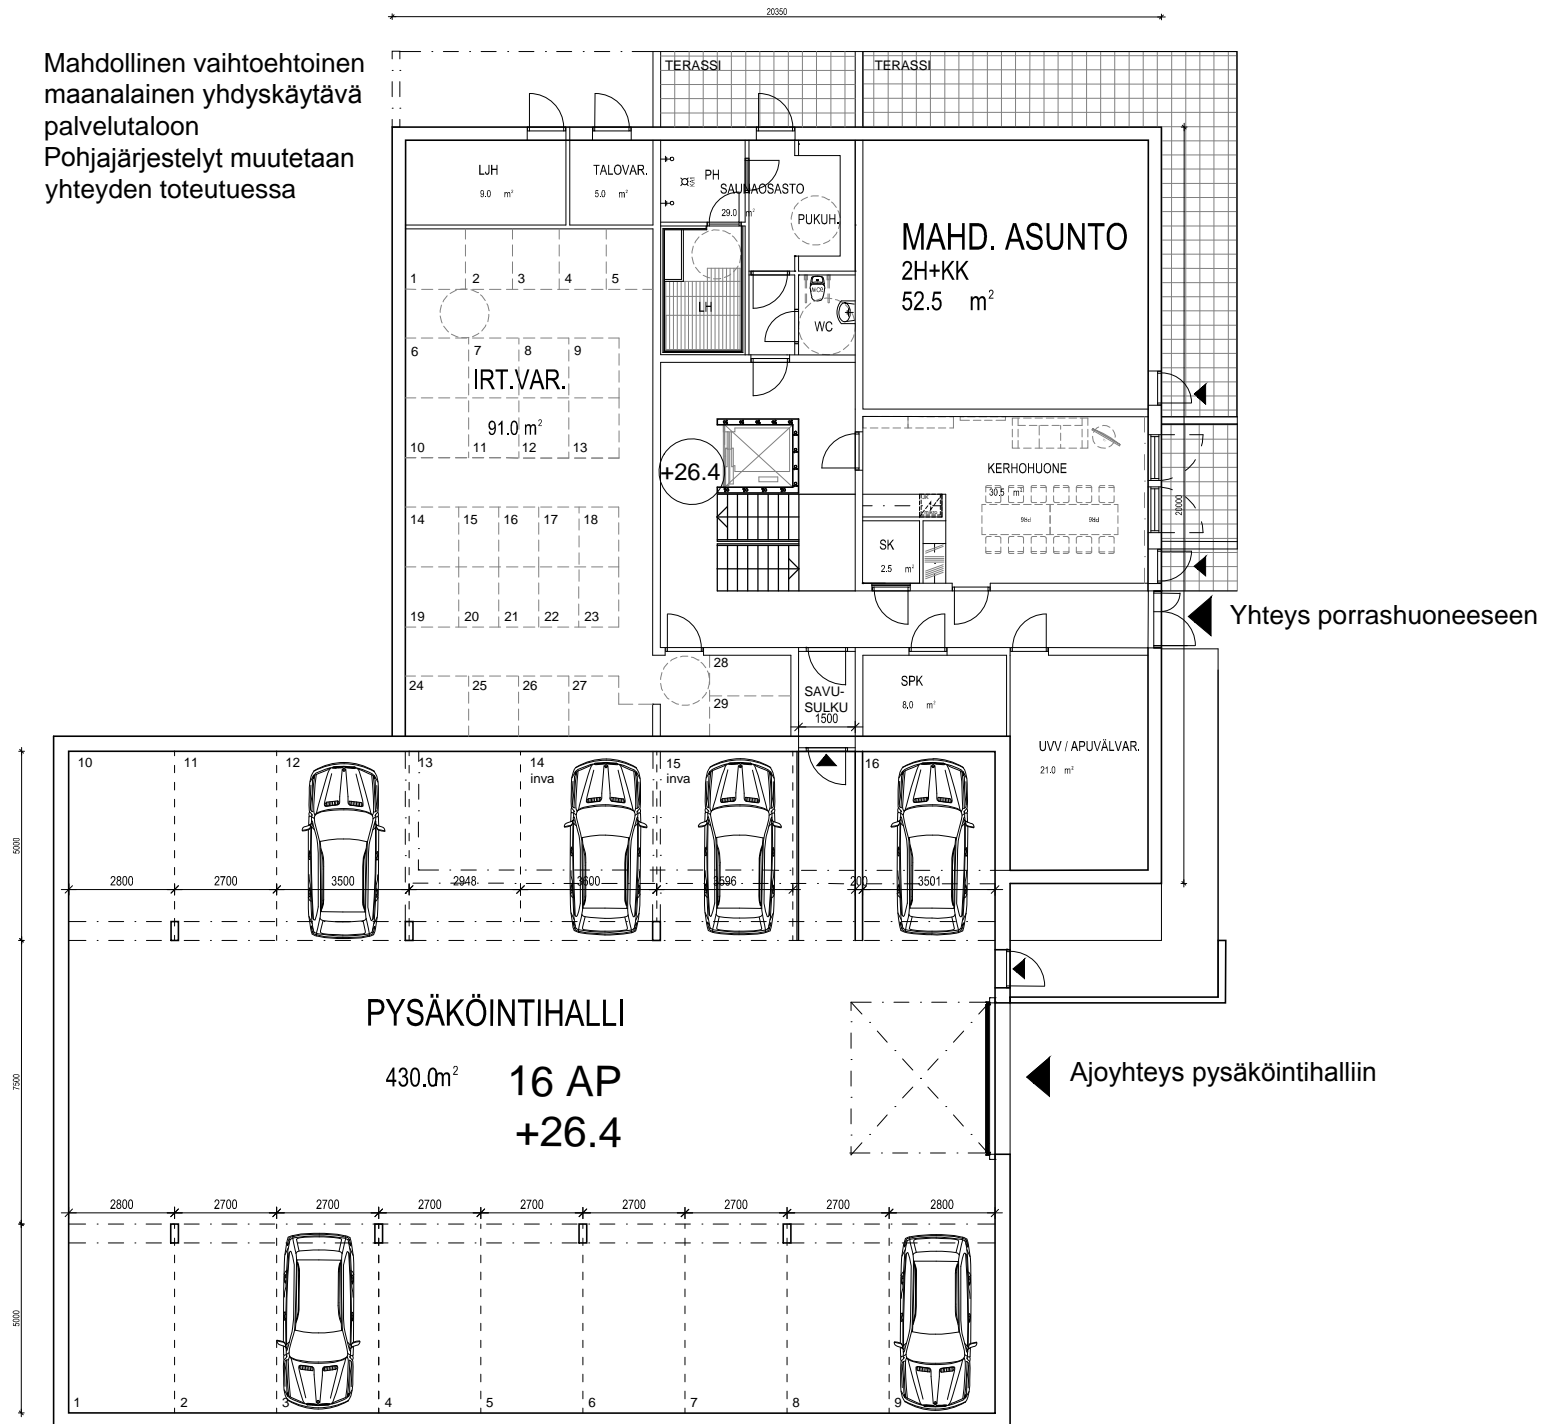 20350
Mahdollinen vaihtoehtoinen
maanalainen yhdyskäytävä
palvelutaloon
Pohjajärjestelyt muutetaan
yhteyden toteutuessa
TERASSI
TERASSI
LJH
9.0 m²
TALOVAR.
5.0 m²
PH
SAUNAOSASTO
29.0 m²
PUKUH.
LH
WC
MAHD. ASUNTO
2H+KK
52.5 m²
1 2 3 4 5
6 7 8 9
IRT.VAR.
91.0 m²
10 11 12 13
+26.4
KERHOHUONE
30.5 m²
20000
14 15 16 17 18
SK
2.5 m²
19 20 21 22 23
Yhteys porrashuoneeseen
24 25 26 27
28
29
SAVU-
SULKU
1500
SPK
8.0 m²
UVV / APUVÄLVAR.
21.0 m²
10 11 12 13 14 15 16
inva inva
5000
2800 2700 3500 2948 3600 3596 200 3501
PYSÄKÖINTIHALLI
430.0m² 16 AP
+26.4
7500
Ajoyhteys pysäköintihalliin
2800 2700 2700 2700 2700 2700 2700 2700 2800
5000
1 2 3 4 5 6 7 8 9